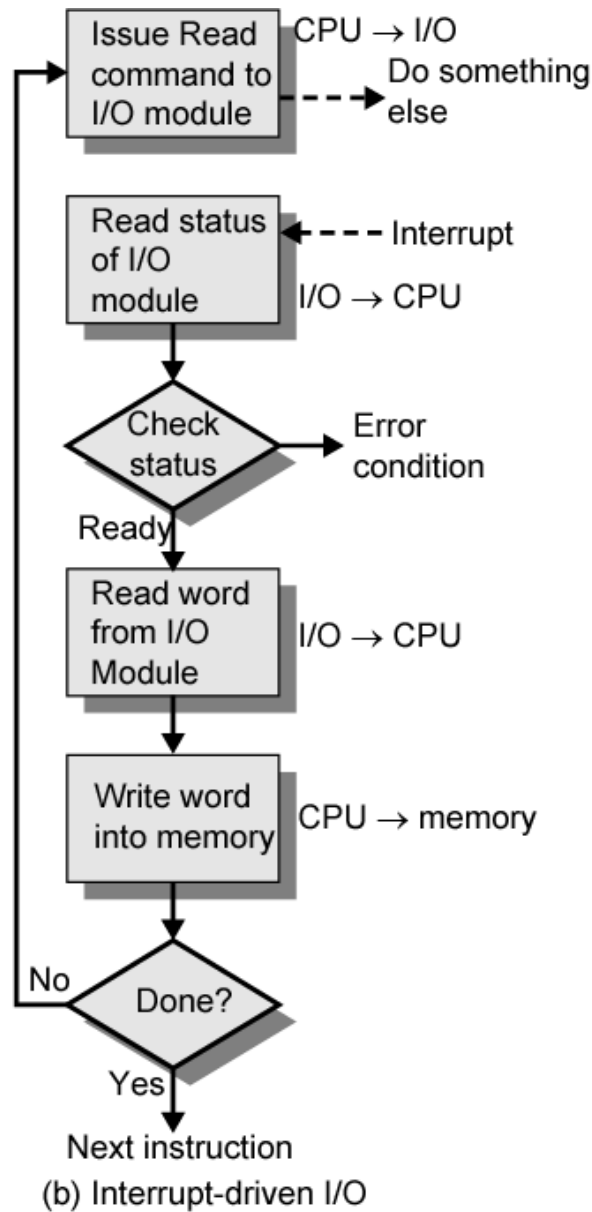 Issue Read
command to
I/O module
CPU → I/O
Do something
else
Read status
of I/O
module
Interrupt
I/O → CPU
Check
status
Error
condition
Ready
Read word
from I/O
Module
I/O → CPU
Write word
into memory
CPU → memory
No
Done?
Yes
Next instruction
(b) Interrupt-driven I/O